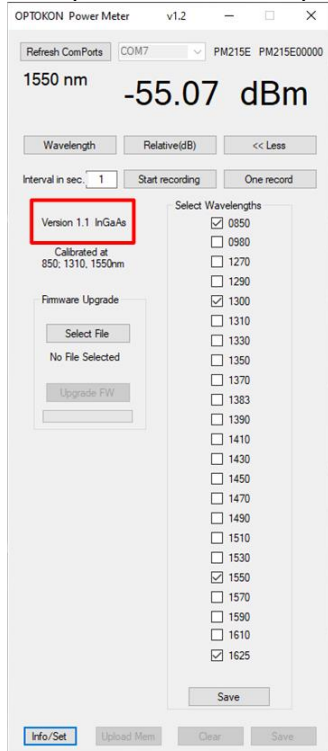 OPTOKON Power Meter v1.2
Refresh ComPorts COM7 PM215E PM215E00000
1550 nm
-55.07 dBm
Wavelength Relative(dB) << Less
Interval in sec. 1 Start recording One record
Select Wavelengths
Version 1.1 InGaAs
Calibrated at
850; 1310, 1550nm
Firmware Upgrade
Select File
No File Selected
Upgrade FW
0850
0980
1270
1290
1300
1310
1330
1350
1370
1383
1390
1410
1430
1450
1470
1490
1510
1530
1550
1570
1590
1610
1625
Save
Info/Set Upload Mem Clear Save